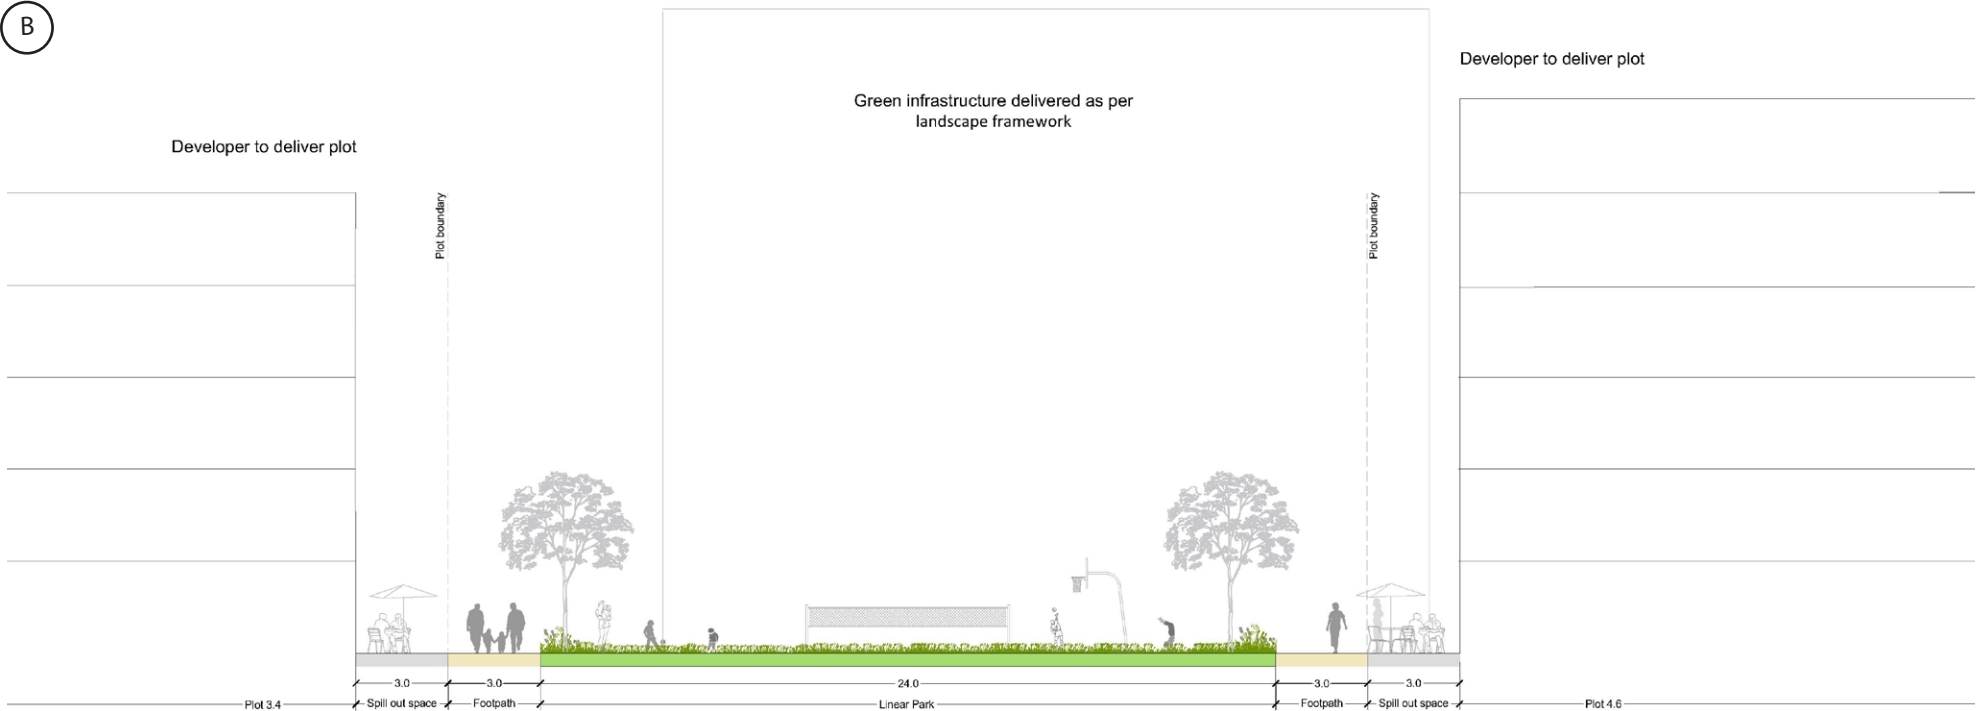 B
Developer to deliver plot
Green infrastructure delivered as per
landscape framework
Developer to deliver plot
Plot boundary
Plot boundary
3.0
3.0
24.0
3.0
3.0
Plot 3.4
Spill out space
Footpath
Linear Park
Footpath
Spill out space
Plot 4.6